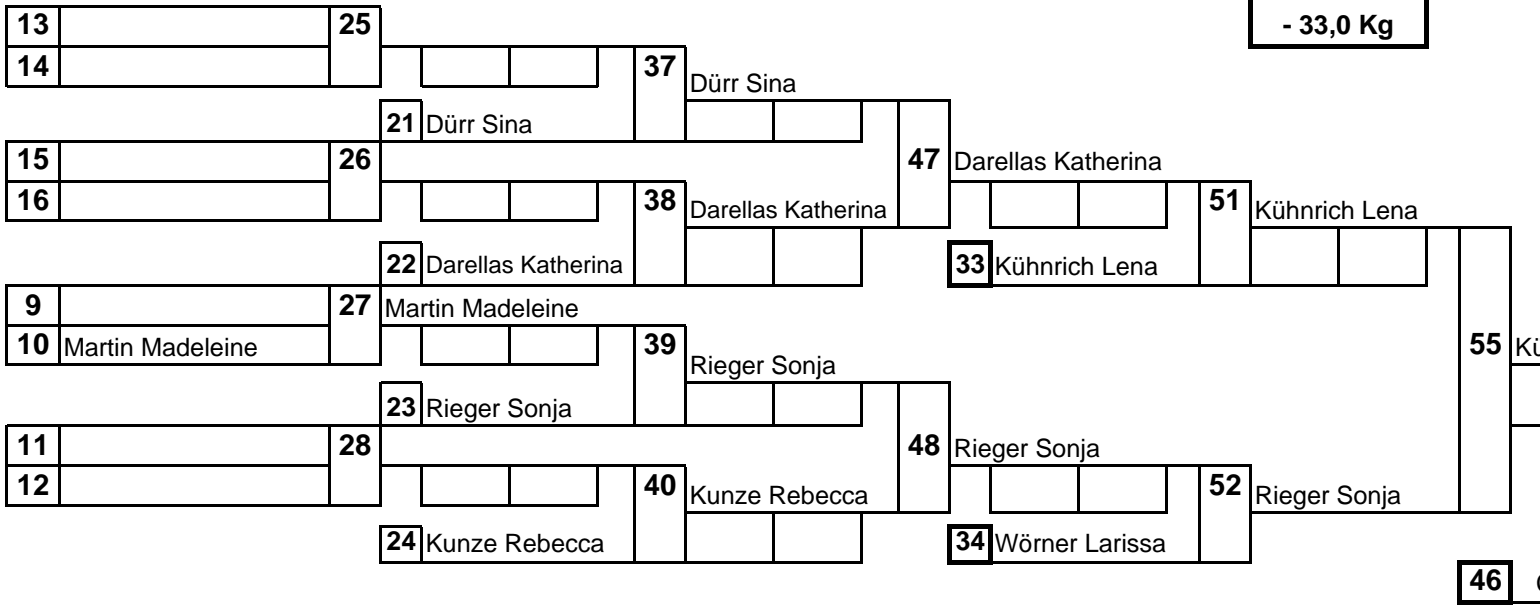 - 33,0 Kg
13 25
14
37 Dürr Sina
21 Dürr Sina
15 26
47 Darellas Katherina
16
38 Darellas Katherina
51 Kühnrich Lena
22 Darellas Katherina
33 Kühnrich Lena
9 27 Martin Madeleine
10 Martin Madeleine
39 Rieger Sonja
55
23 Rieger Sonja
11 28
48 Rieger Sonja
12
40 Kunze Rebecca
52 Rieger Sonja
24 Kunze Rebecca
34 Wörner Larissa
46